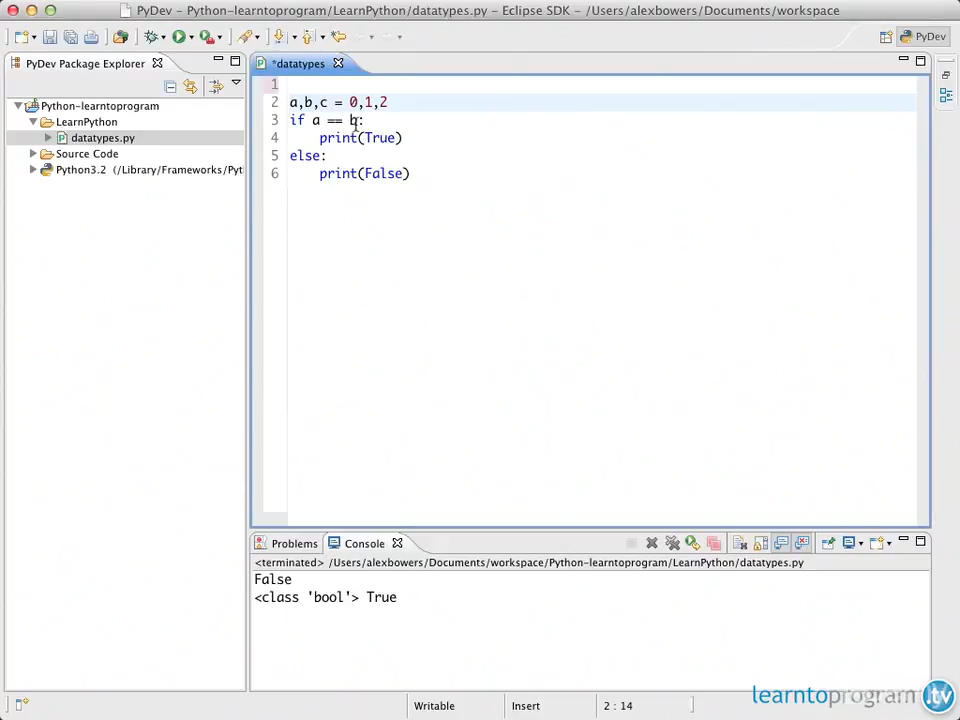 PyDev - Python-learntoprogram/LearnPython/datatypes.py - Eclipse SDK - /Users/alexbowers/Documents/workspace
PyDev
PyDev Package Explorer
*datatypes
Python-learntoprogram
LearnPython
datatypes.py
Source Code
Python3.2 (/Library/Frameworks/Pyt
1
2 a,b,c = 0,1,2
3 if a == b:
4     print(True)
5 else:
6     print(False)
Problems Console
<terminated> /Users/alexbowers/Documents/workspace/Python-learntoprogram/LearnPython/datatypes.py
False
<class 'bool'> True
learntoprogram.tv
Writable Insert 2 : 14